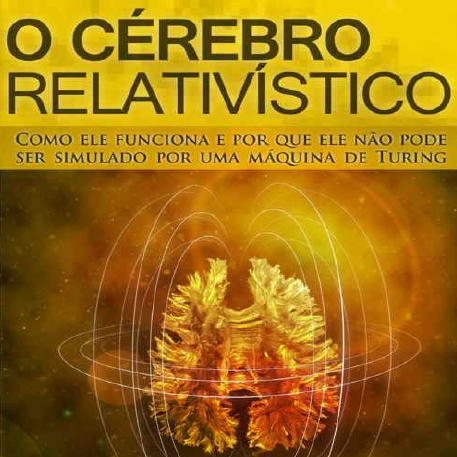 O CÉREBRO
RELATIVÍSTICO
COMO ELE FUNCIONA E POR QUE ELE NÃO PODE
SER SIMULADO POR UMA MÁQUINA DE TURING